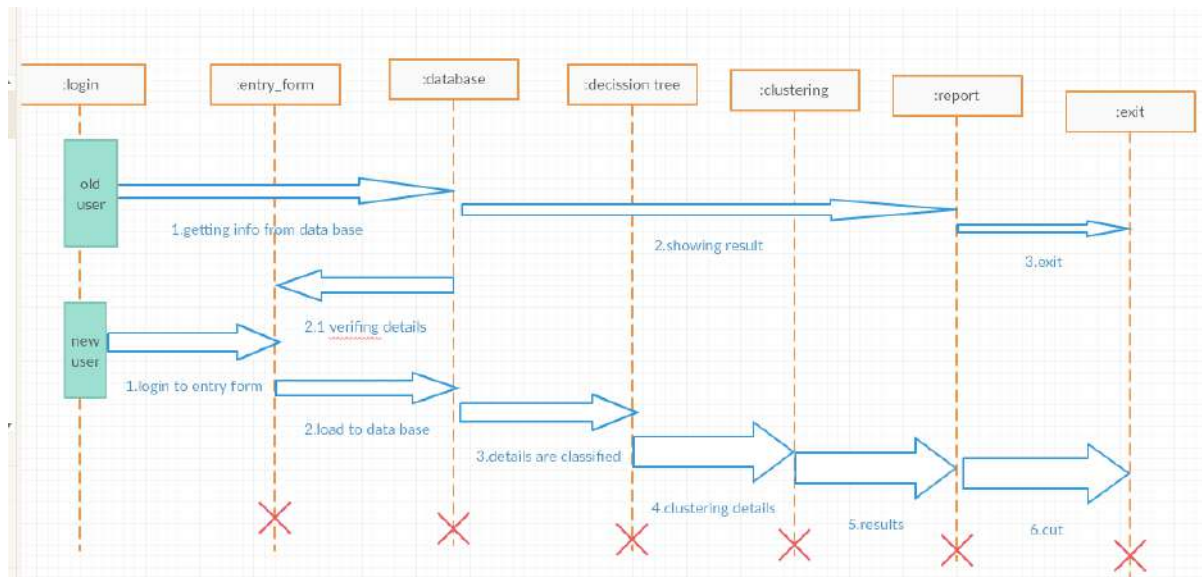 :login
:entry_form
:database
:decission tree
:clustering
:report
:exit
old
user
1.getting info from data base
2.showing result
3.exit
2.1 verifing details
new
user
1.login to entry form
2.load to data base
3.details are classified
4.clustering details
5.results
6.cut